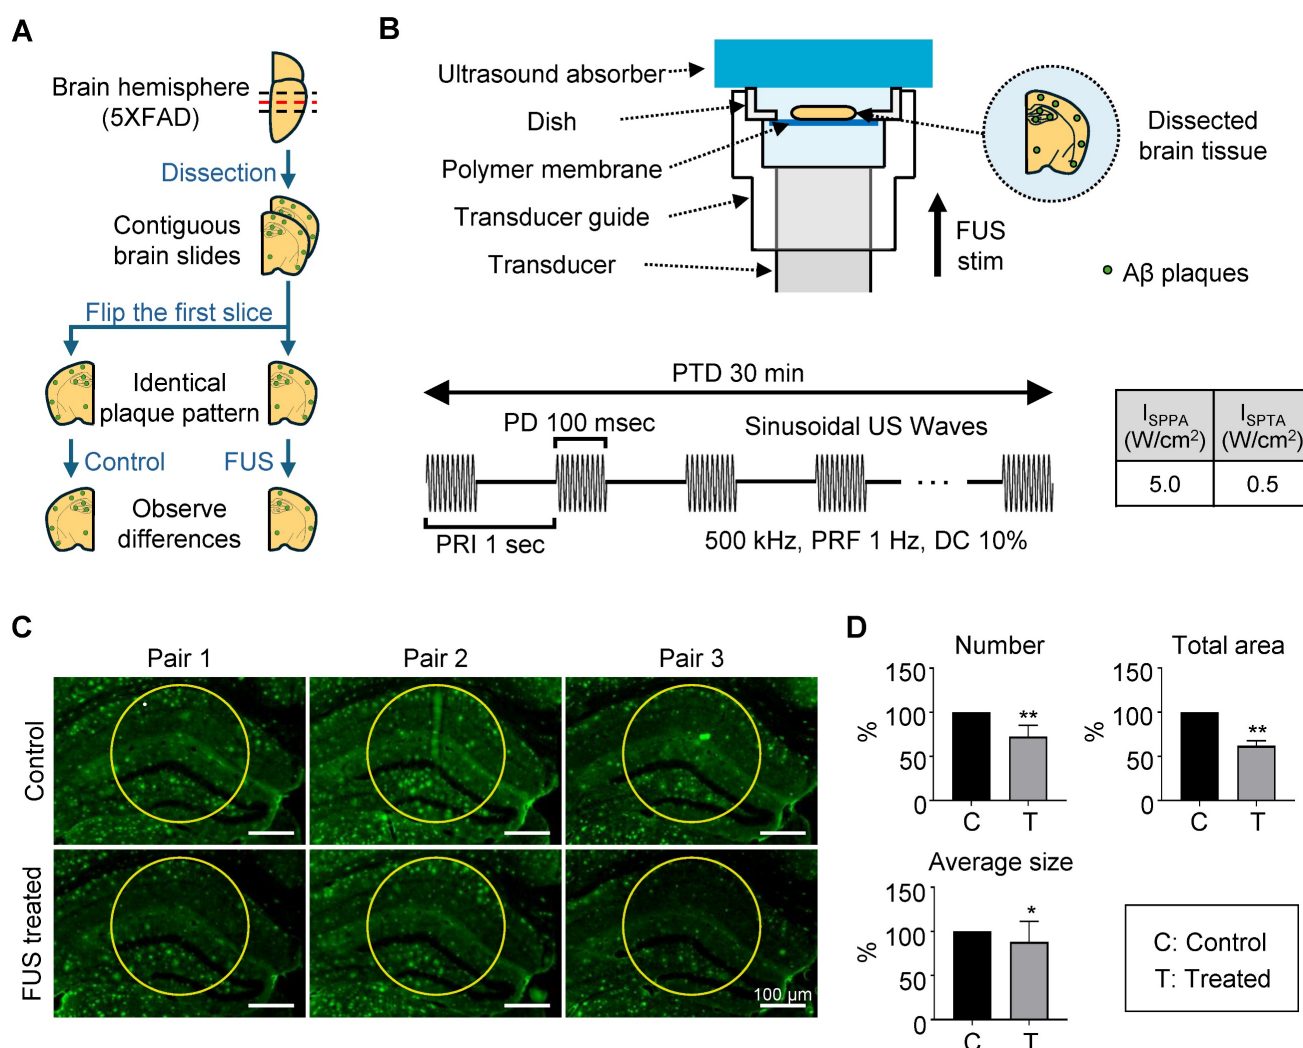 A
Brain hemisphere
(5XFAD)
Dissection
Contiguous
brain slides
Flip the first slice
Identical
plaque pattern
Control
FUS
Observe
differences
B
Ultrasound absorber
Dish
Polymer membrane
Transducer guide
Transducer
FUS
stim
Dissected
brain tissue
Aβ plaques
PTD 30 min
PD 100 msec
Sinusoidal US Waves
PRI 1 sec
500 kHz, PRF 1 Hz, DC 10%
I_SPPA (W/cm²)
I_SPTA (W/cm²)
5.0
0.5
C
Pair 1
Pair 2
Pair 3
Control
FUS treated
100 µm
D
Number
%
150
100
50
0
**
C
T
Total area
%
150
100
50
0
**
C
T
Average size
%
150
100
50
0
*
C
T
C: Control
T: Treated